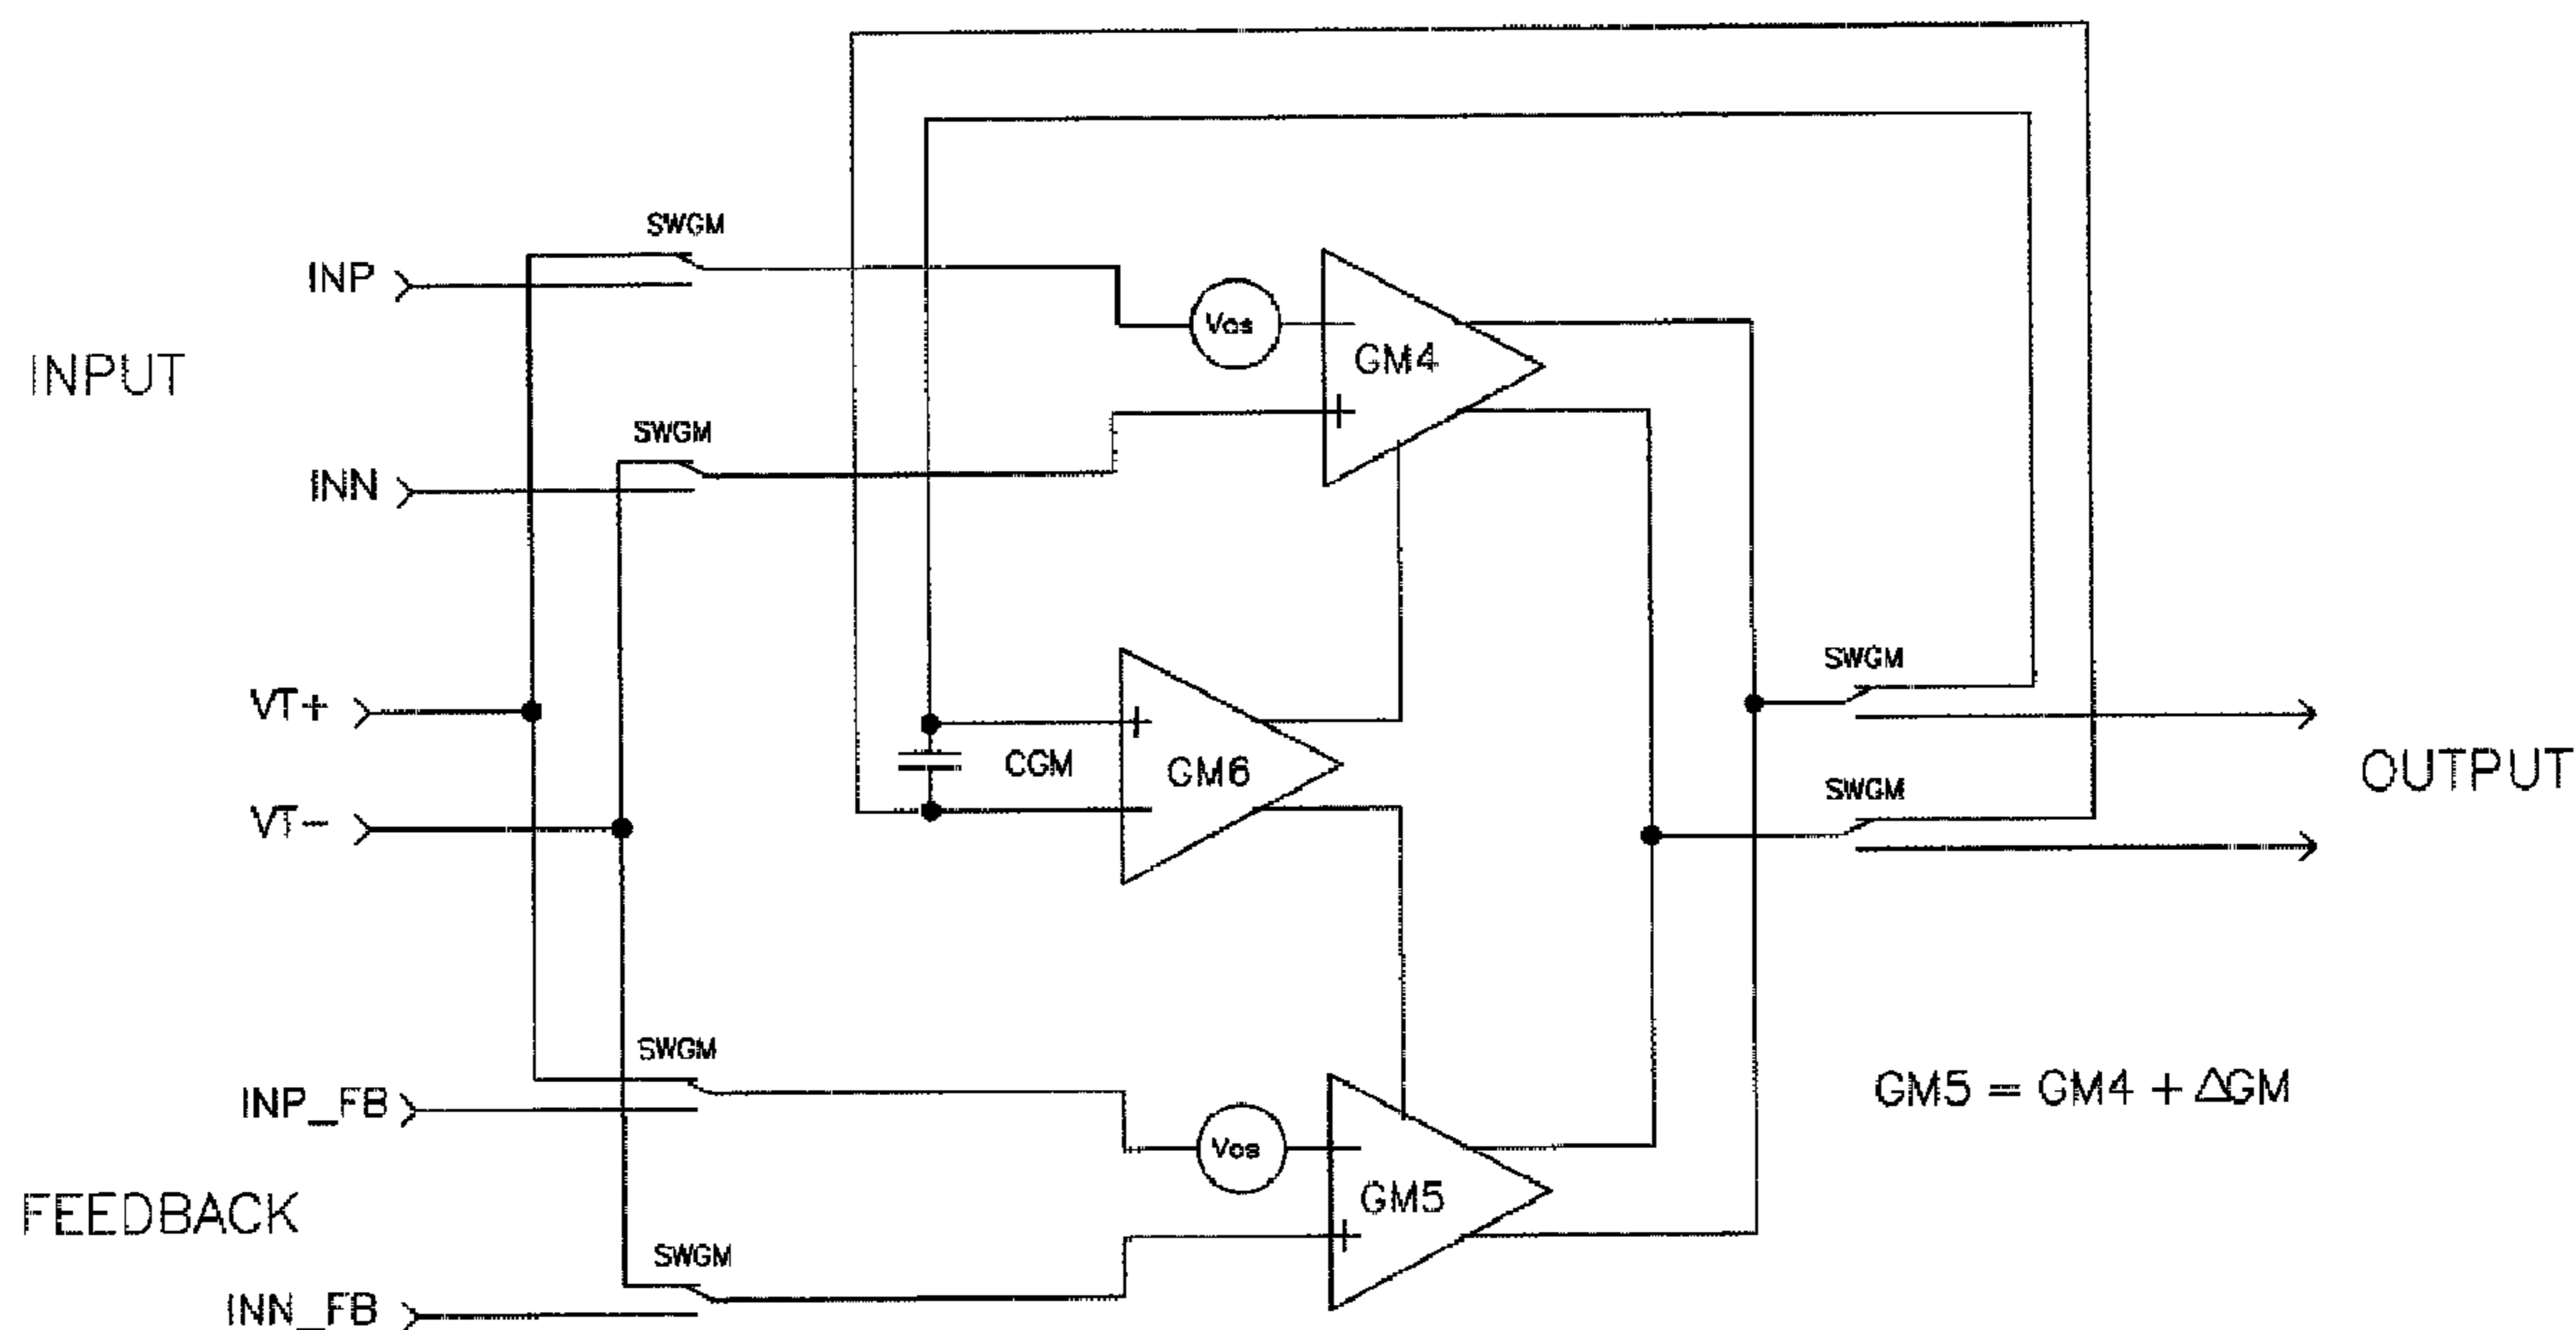 SWGM
INP
Vos
GM4
INPUT
SWGM
INN
SWGM
VT+
CGM
GM6
OUTPUT
SWGM
VT-
SWGM
GM5 = GM4 + ΔGM
INP_FB
Vos
GM5
FEEDBACK
SWGM
INN_FB